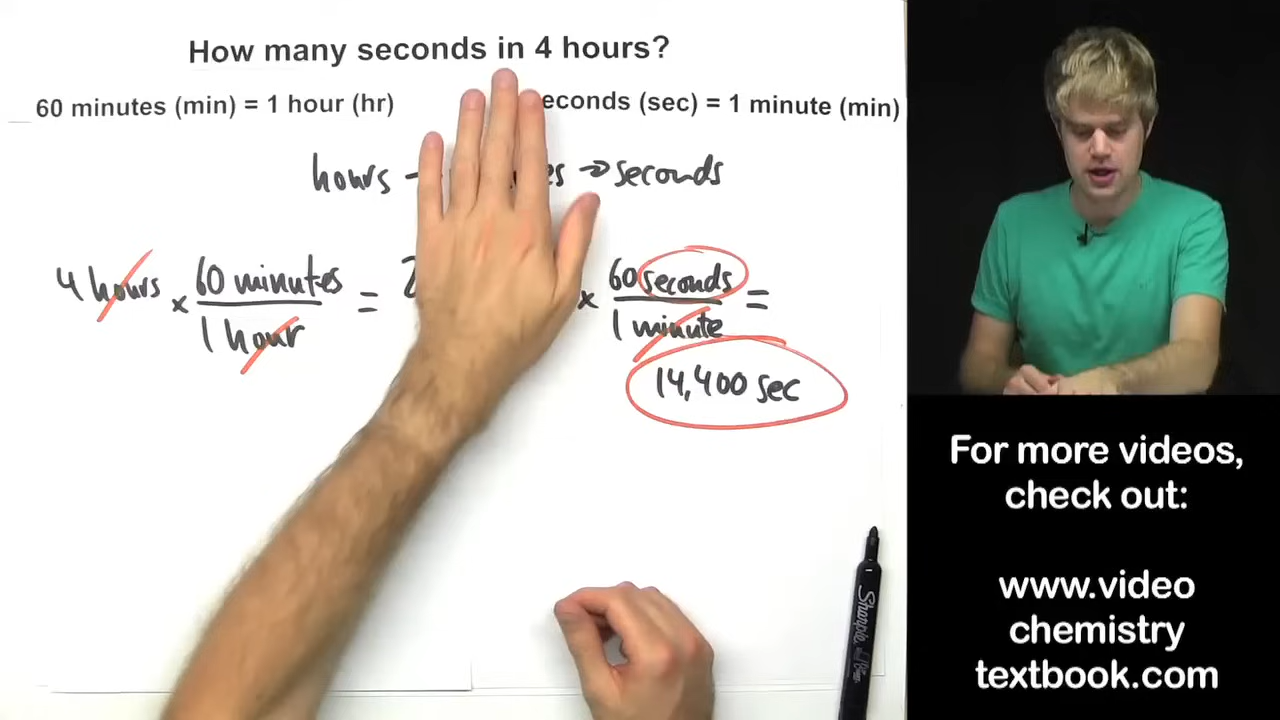 How many seconds in 4 hours?
60 minutes (min) = 1 hour (hr)
econds (sec) = 1 minute (min)
hours → es → seconds
4 hours × 60 minutes / 1 hour = 2 × 60 seconds / 1 minute =
14,400 sec
Sharpie
For more videos,
check out:
www.video
chemistry
textbook.com